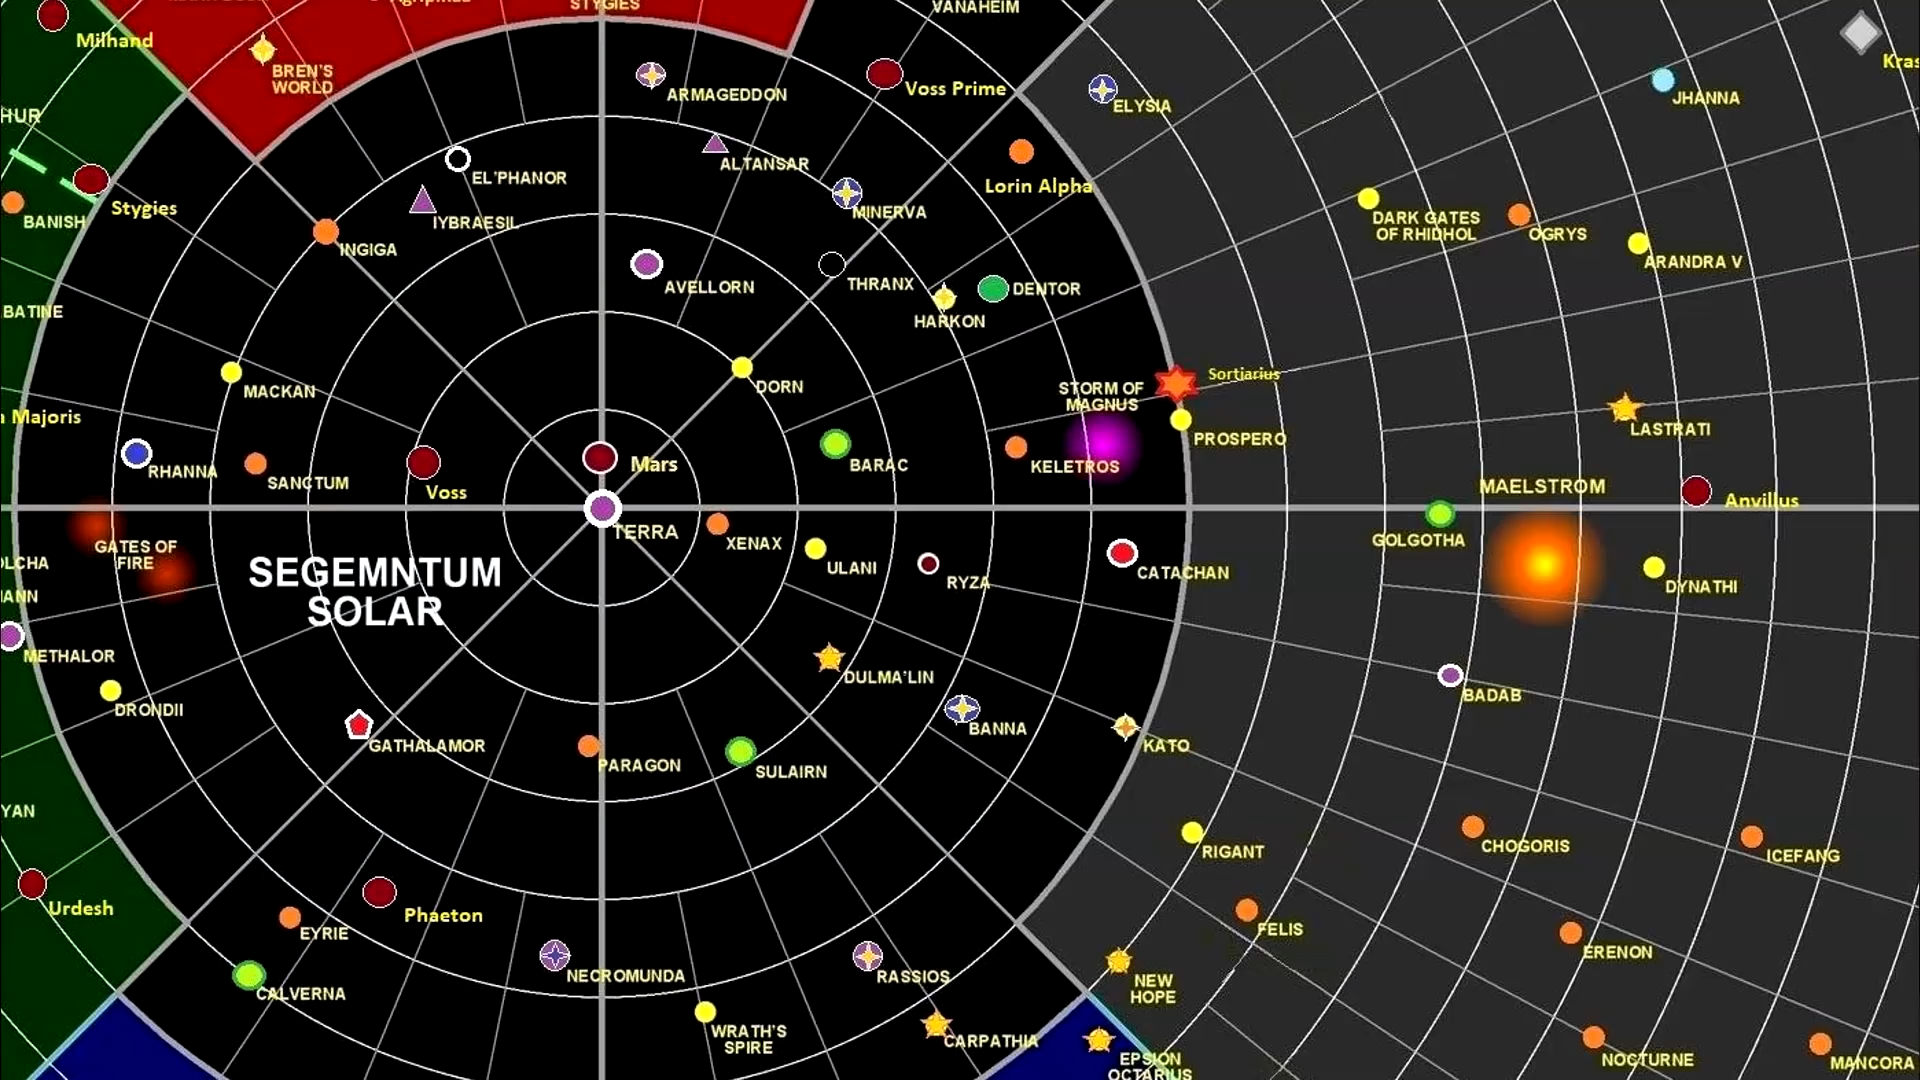 STYGIES
VANAHEIM
Milhand
BREN'S
WORLD
Kras
ARMAGEDDON
Voss Prime
ELYSIA
JHANNA
HUR
ALTANSAR
EL'PHANOR
Lorin Alpha
Stygies
BANISH
IYBRAESIL
MINERVA
DARK GATES
OF RHIDHOL
OGRYS
INGIGA
ARANDRA V
AVELLORN
THRANX
DENTOR
BATINE
HARKON
Sortiarius
MACKAN
DORN
STORM OF
MAGNUS
a Majoris
LASTRATI
PROSPERO
RHANNA
SANCTUM
Voss
Mars
BARAC
KELETROS
MAELSTROM
Anvillus
TERRA
XENAX
GOLGOTHA
GATES OF
FIRE
OLCHA
ULANI
RYZA
CATACHAN
DYNATHI
SEGEMNTUM
SOLAR
IANN
METHALOR
DULMA'LIN
BADAB
DRONDII
BANNA
GATHALAMOR
KATO
PARAGON
SULAIRN
YAN
RIGANT
CHOGORIS
ICEFANG
Urdesh
Phaeton
EYRIE
FELIS
ERENON
NECROMUNDA
RASSIOS
CALVERNA
NEW
HOPE
WRATH'S
SPIRE
CARPATHIA
EPSION
OCTARIUS
NOCTURNE
MANCORA